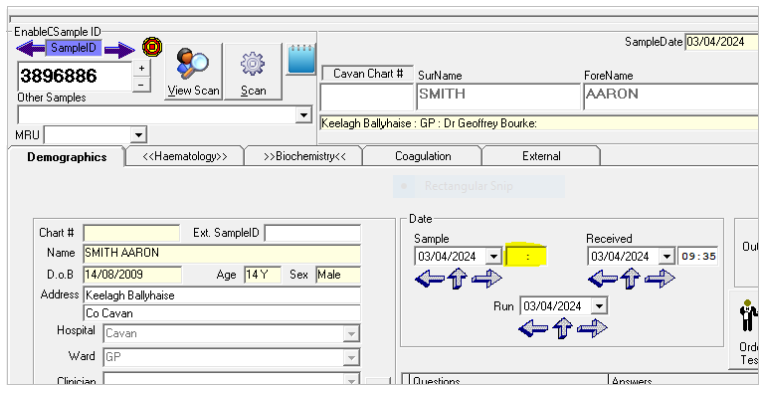 EnableCSample ID
SampleID
3896886
+
-
View Scan
Scan
Other Samples
MRU
SampleDate 03/04/2024
Cavan Chart # SurName ForeName
SMITH AARON
Keelagh Ballyhaise : GP : Dr Geoffrey Bourke:
Demographics <<Haematology>> >>Biochemistry<< Coagulation External
Rectangular Snip
Chart # Ext. SampleID
Name SMITH AARON
D.o.B 14/08/2009 Age 14 Y Sex Male
Address Keelagh Ballyhaise
Co Cavan
Hospital Cavan
Ward GP
Clinician
Date
Sample Received
03/04/2024 : 03/04/2024 09:35
Run 03/04/2024
Questions Answers